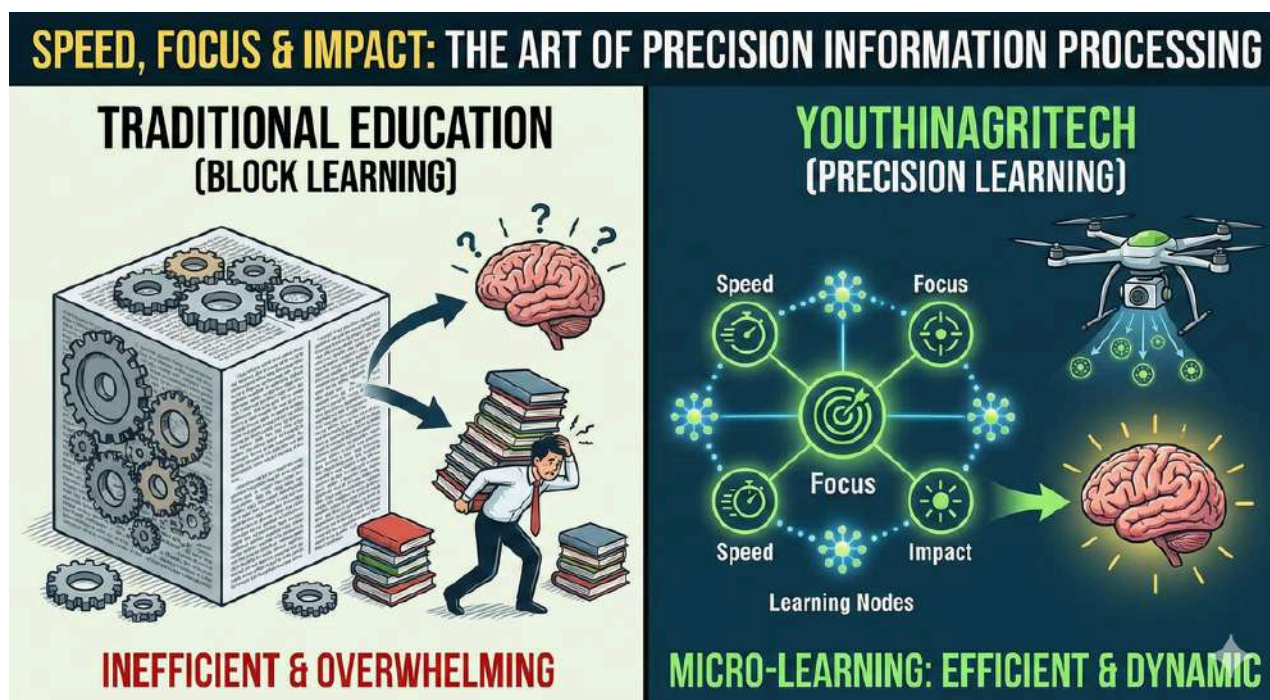 SPEED, FOCUS & IMPACT: THE ART OF PRECISION INFORMATION PROCESSING
TRADITIONAL EDUCATION
(BLOCK LEARNING)
? ? ?
INEFFICIENT & OVERWHELMING
YOUTHINAGRITECH
(PRECISION LEARNING)
Speed
Focus
Focus
Speed
Impact
Learning Nodes
MICRO-LEARNING: EFFICIENT & DYNAMIC